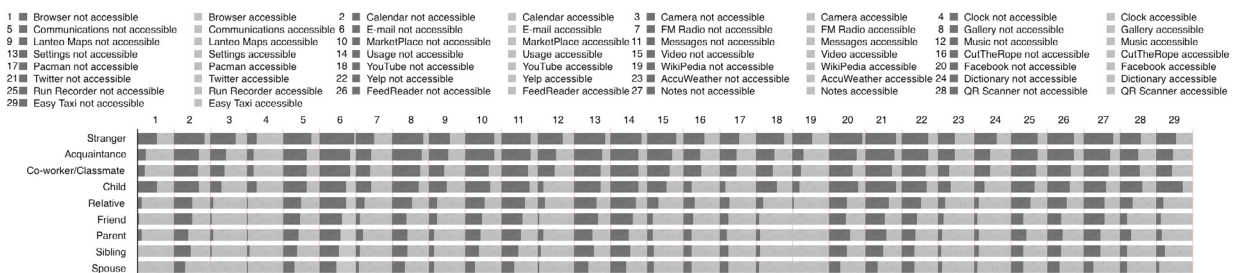 1 Browser not accessible Browser accessible 2 Calendar not accessible Calendar accessible 3 Camera not accessible Camera accessible 4 Clock not accessible Clock accessible
5 Communications not accessible Communications accessible 6 E-mail not accessible E-mail accessible 7 FM Radio not accessible FM Radio accessible 8 Gallery not accessible Gallery accessible
9 Lanteo Maps not accessible Lanteo Maps accessible 10 MarketPlace not accessible MarketPlace accessible 11 Messages not accessible Messages accessible 12 Music not accessible Music accessible
13 Settings not accessible Settings accessible 14 Usage not accessible Usage accessible 15 Video not accessible Video accessible 16 CutTheRope not accessible CutTheRope accessible
17 Pacman not accessible Pacman accessible 18 YouTube not accessible YouTube accessible 19 WikiPedia not accessible WikiPedia accessible 20 Facebook not accessible Facebook accessible
21 Twitter not accessible Twitter accessible 22 Yelp not accessible Yelp accessible 23 AccuWeather not accessible AccuWeather accessible 24 Dictionary not accessible Dictionary accessible
25 Run Recorder not accessible Run Recorder accessible 26 FeedReader not accessible FeedReader accessible 27 Notes not accessible Notes accessible 28 QR Scanner not accessible QR Scanner accessible
29 Easy Taxi not accessible Easy Taxi accessible
1 2 3 4 5 6 7 8 9 10 11 12 13 14 15 16 17 18 19 20 21 22 23 24 25 26 27 28 29
Stranger
Acquaintance
Co-worker/Classmate
Child
Relative
Friend
Parent
Sibling
Spouse